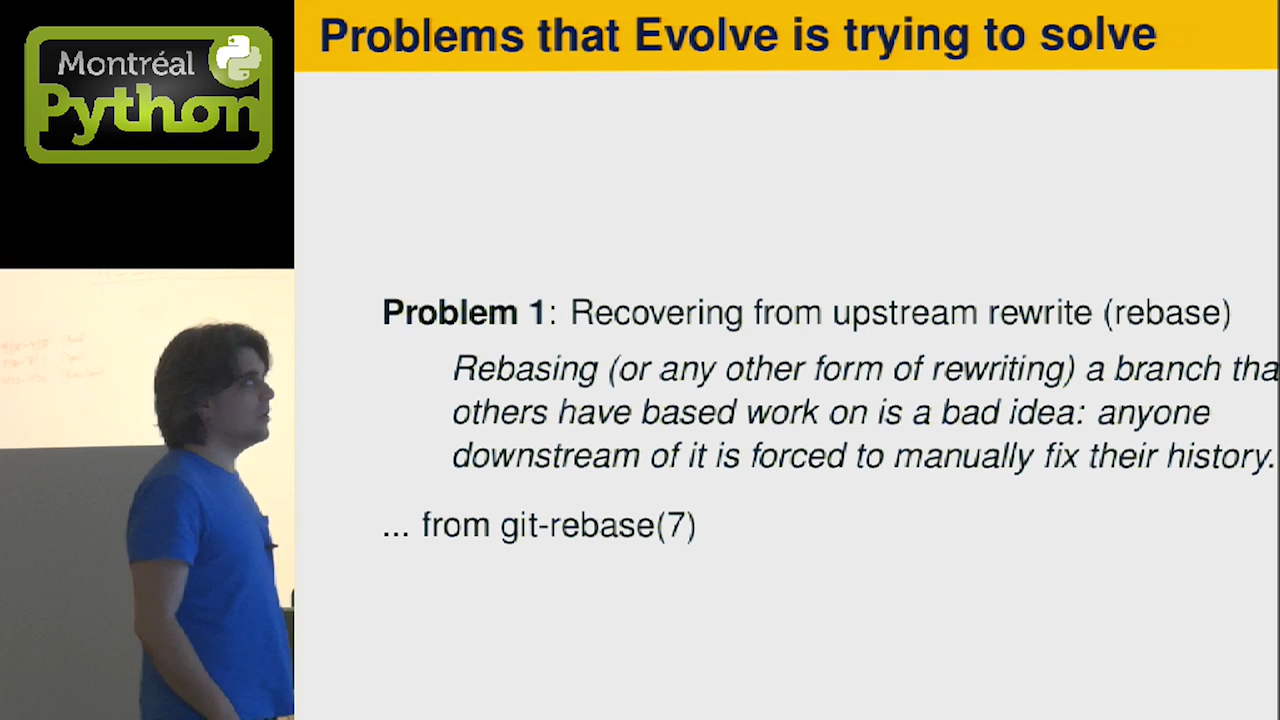 Montréal
Python
Problems that Evolve is trying to solve
Problem 1: Recovering from upstream rewrite (rebase)
Rebasing (or any other form of rewriting) a branch tha
others have based work on is a bad idea: anyone
downstream of it is forced to manually fix their history.
... from git-rebase(7)